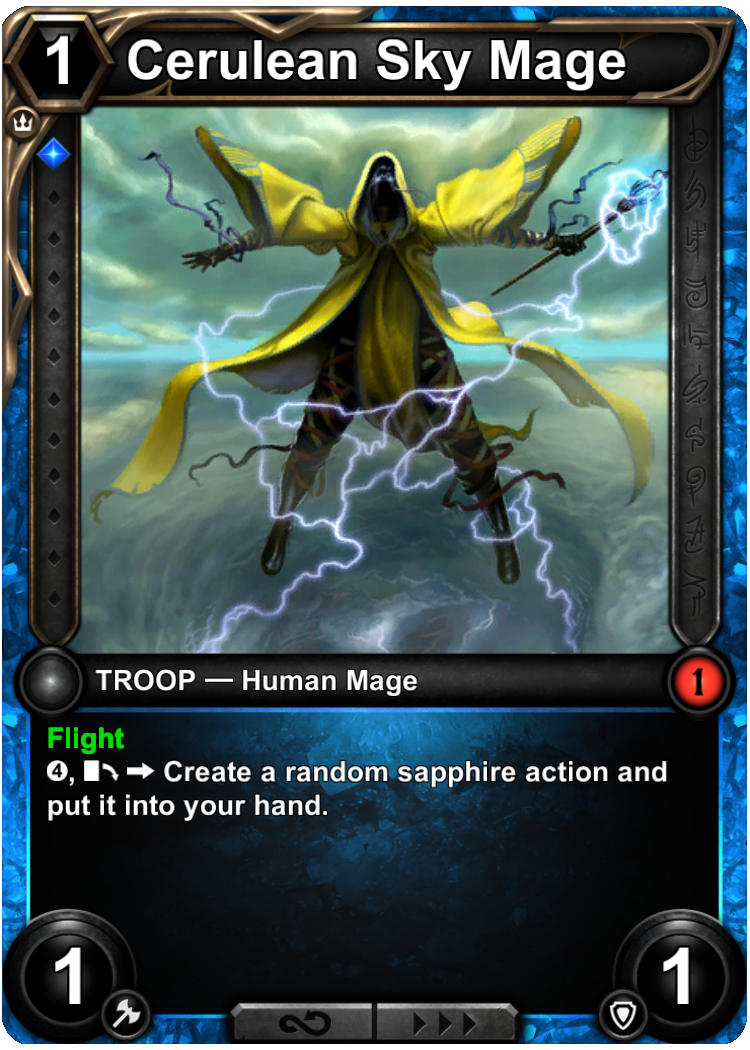 1 Cerulean Sky Mage
TROOP — Human Mage 1
Flight
④, ➡ Create a random sapphire action and
put it into your hand.
1 1